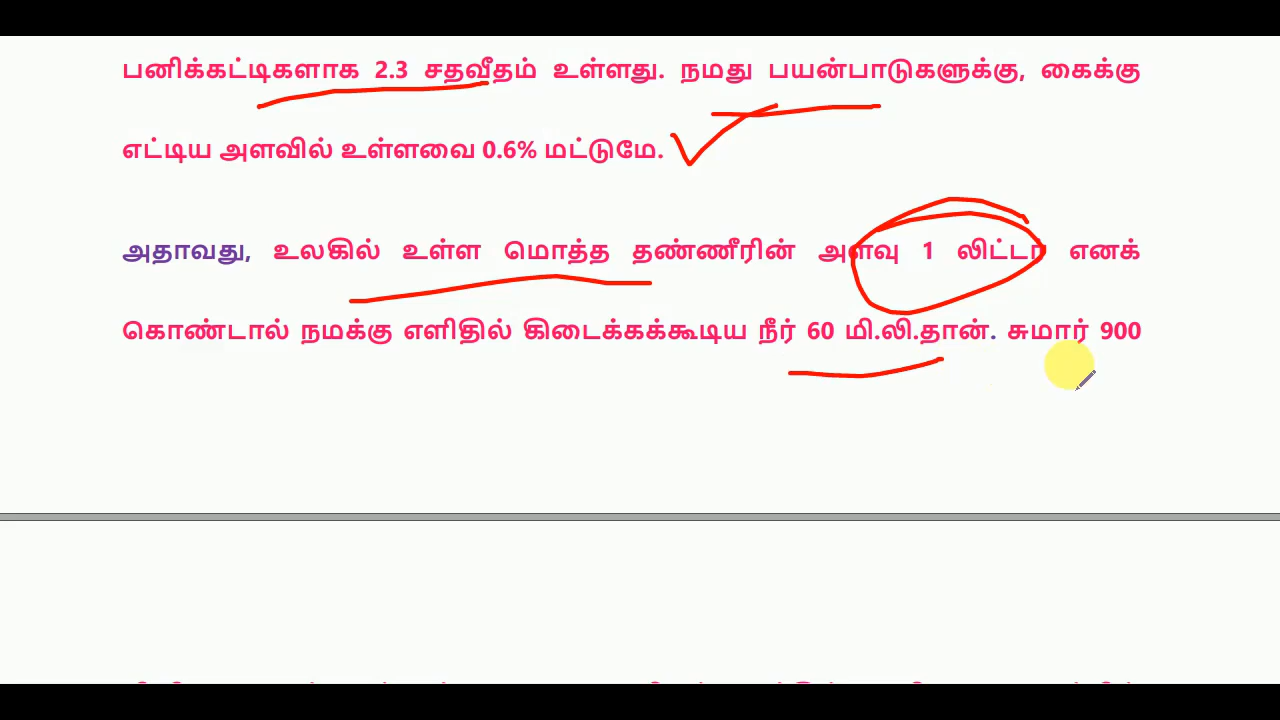 பனிக்கட்டிகளாக 2.3 சதவீதம் உள்ளது. நமது பயன்பாடுகளுக்கு, கைக்கு
எட்டிய அளவில் உள்ளவை 0.6% மட்டுமே.
அதாவது, உலகில் உள்ள மொத்த தண்ணீரின் அளவு 1 லிட்டர் எனக்
கொண்டால் நமக்கு எளிதில் கிடைக்கக்கூடிய நீர் 60 மி.லி.தான். சுமார் 900